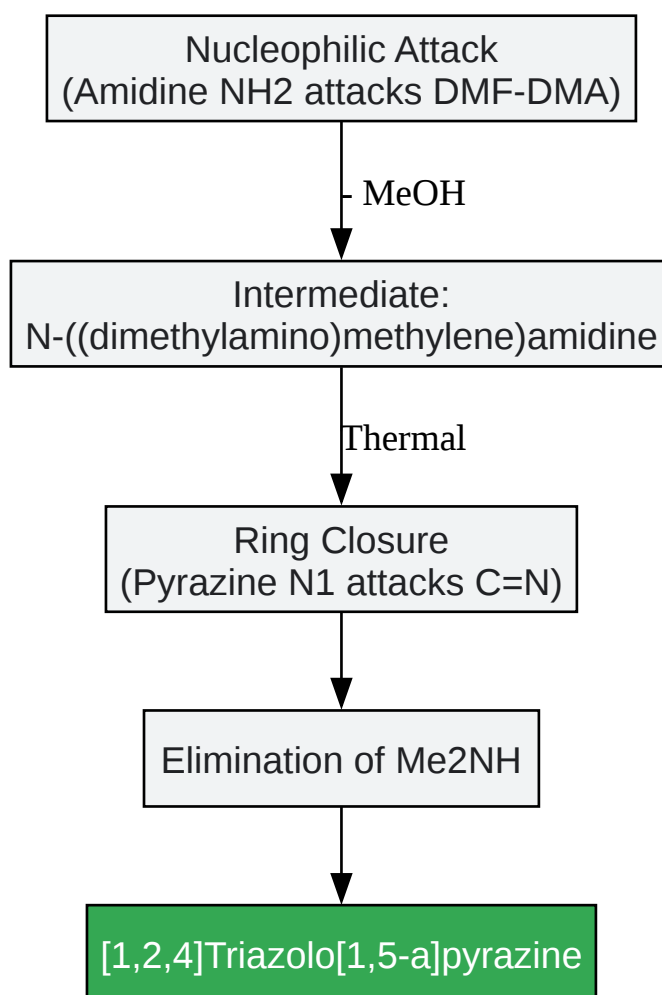 Nucleophilic Attack
(Amidine NH2 attacks DMF-DMA)
- MeOH
Intermediate:
N-((dimethylamino)methylene)amidine
Thermal
Ring Closure
(Pyrazine N1 attacks C=N)
Elimination of Me2NH
[1,2,4]Triazolo[1,5-a]pyrazine